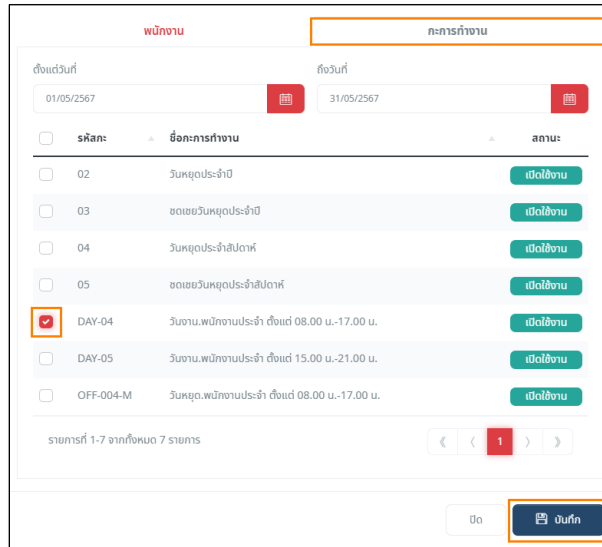 พนักงาน กะการทำงาน
ตั้งแต่วันที่ ถึงวันที่
01/05/2567 31/05/2567
รหัสกะ ชื่อกะการทำงาน สถานะ
02 วันหยุดประจำปี เปิดใช้งาน
03 ชดเชยวันหยุดประจำปี เปิดใช้งาน
04 วันหยุดประจำสัปดาห์ เปิดใช้งาน
05 ชดเชยวันหยุดประจำสัปดาห์ เปิดใช้งาน
DAY-04 วันงาน.พนักงานประจำ ตั้งแต่ 08.00 น.-17.00 น. เปิดใช้งาน
DAY-05 วันงาน.พนักงานประจำ ตั้งแต่ 15.00 น.-21.00 น. เปิดใช้งาน
OFF-004-M วันหยุด.พนักงานประจำ ตั้งแต่ 08.00 น.-17.00 น. เปิดใช้งาน
รายการที่ 1-7 จากทั้งหมด 7 รายการ 《 〈 1 〉 》
ปิด บันทึก